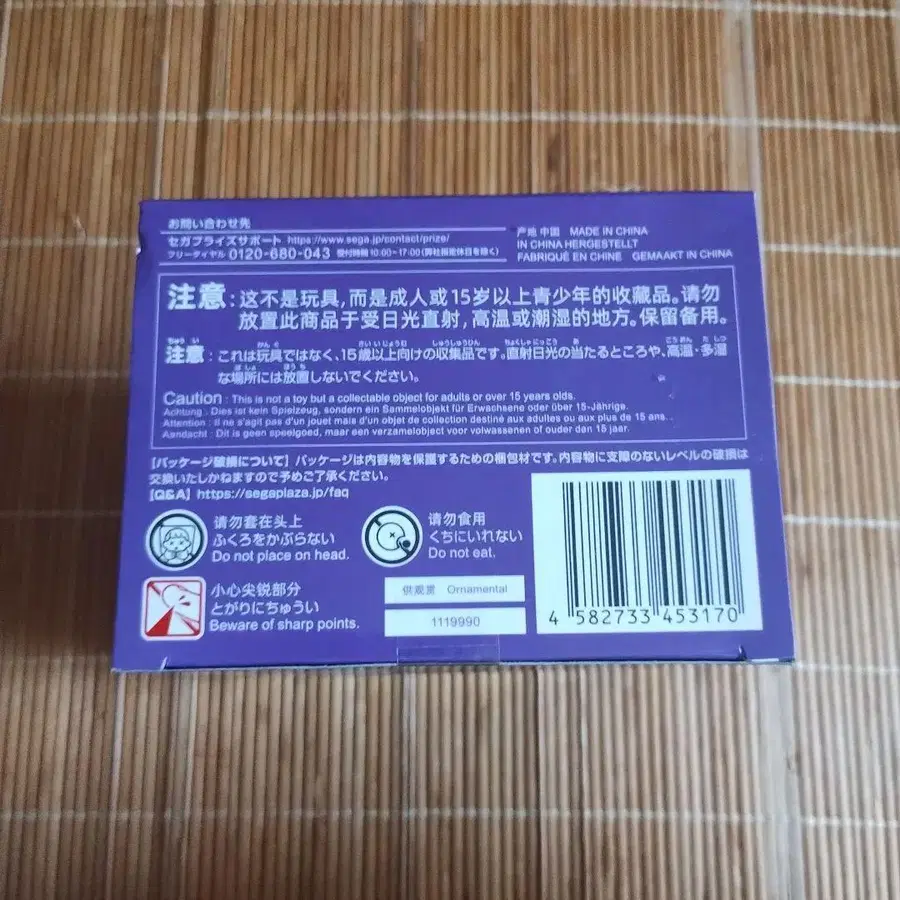 お問い合わせ先
セガプライズサポート https://www.sega.jp/contact/prize/
フリーダイヤル 0120-680-043 受付時間 10:00~17:00(弊社指定休日を除く)
产地 中国 MADE IN CHINA
IN CHINA HERGESTELLT
FABRIQUÉ EN CHINE GEMAAKT IN CHINA
注意:这不是玩具,而是成人或15岁以上青少年的收藏品。请勿
放置此商品于受日光直射,高温或潮湿的地方。保留备用。
注意:これは玩具ではなく、15歳以上向けの収集品です。直射日光の当たるところや、高温・多湿
な場所には放置しないでください。
Caution : This is not a toy but a collectable object for adults or over 15 years olds.
Achtung : Dies ist kein Spielzeug, sondern ein Sammelobjekt für Erwachsene oder über 15-Jährige.
Attention : Il ne s'agit pas d'un jouet mais d'un objet de collection destiné aux adultes ou aux plus de 15 ans.
Aandacht : Dit is geen speelgoed, maar een verzamelobject voor volwassenen of ouder dan 15 jaar.
【パッケージ破損について】パッケージは内容物を保護するための梱包材です。内容物に支障のないレベルの破損は
交換いたしかねますので予めご了承ください。
【Q&A】https://segaplaza.jp/faq
请勿套在头上
ふくろをかぶらない
Do not place on head.
请勿食用
くちにいれない
Do not eat.
小心尖锐部分
とがりにちゅうい
Beware of sharp points.
供观赏 Ornamental
1119990
4 582733 453170